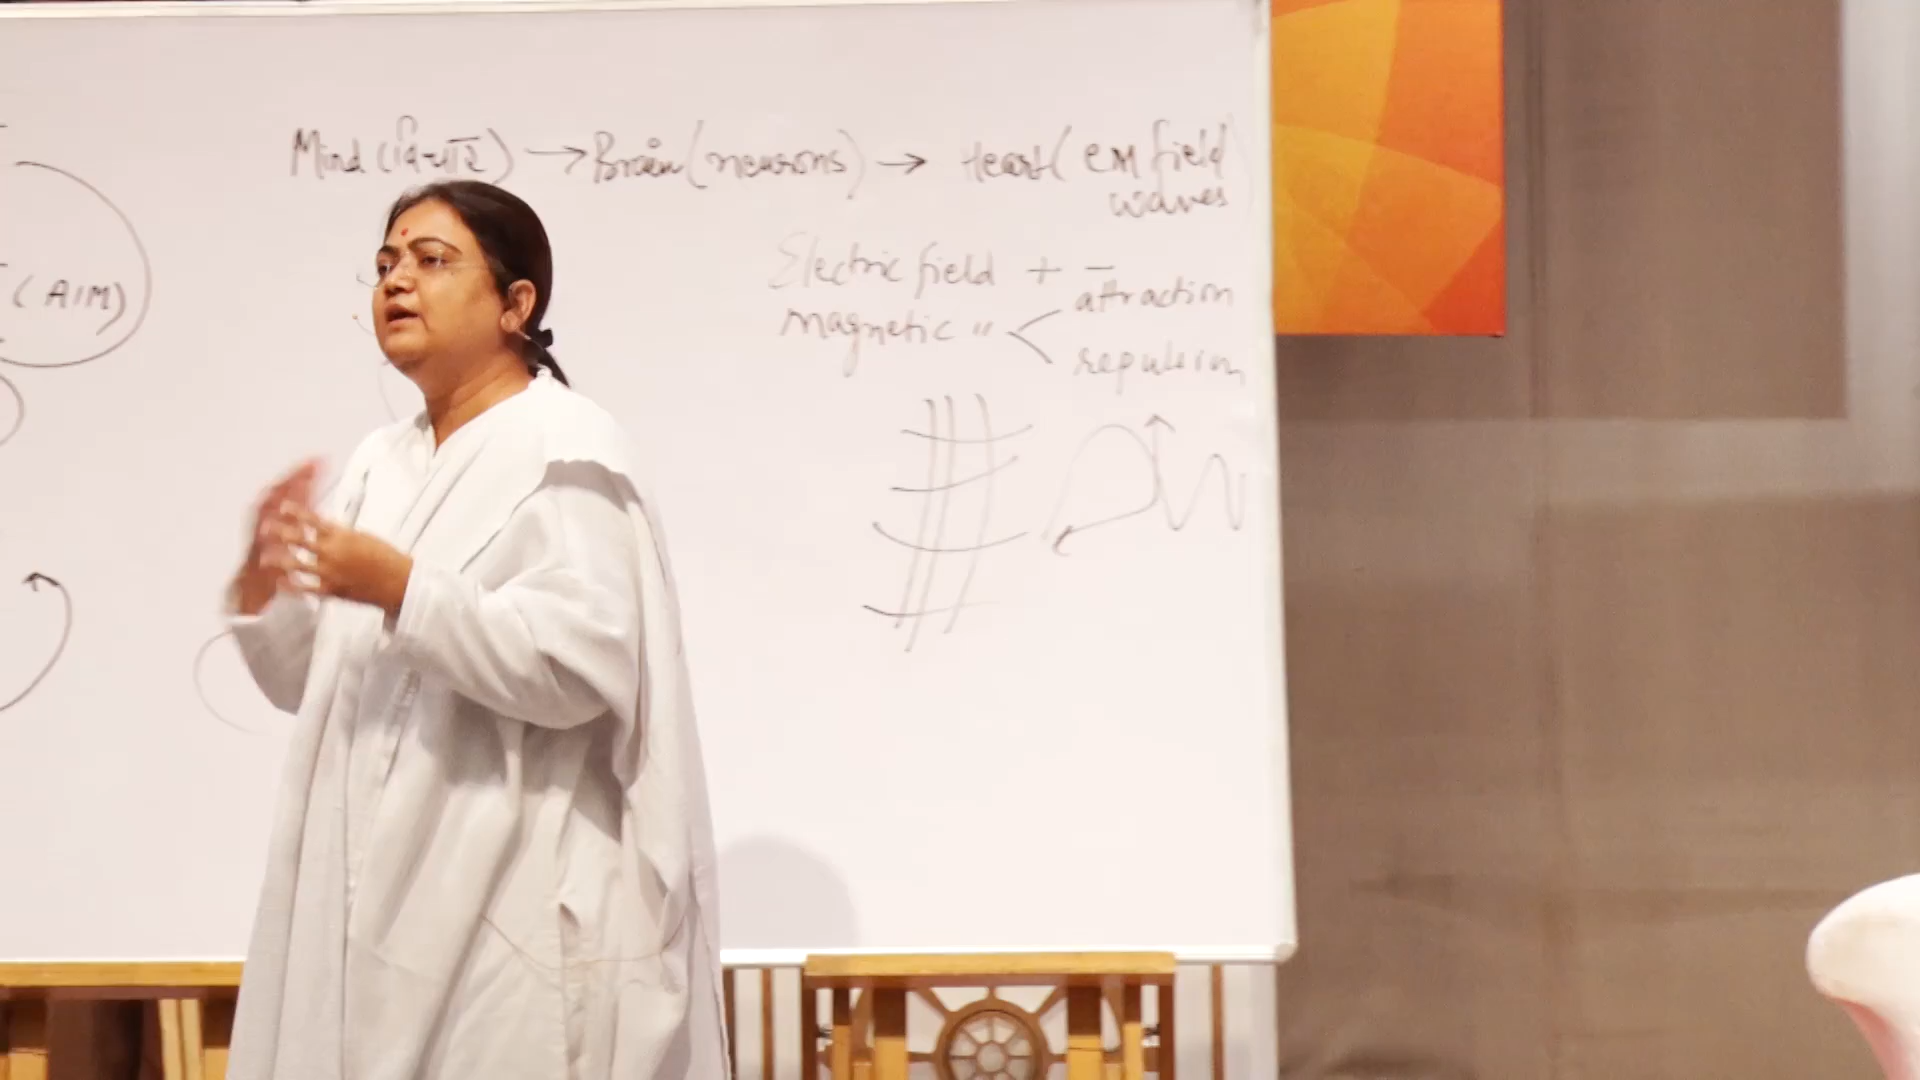 Mind (विचार) → Brain (neurons) → Heart (em field
waves
Electric field + -
magnetic " < attraction
repulsion
(AIM)